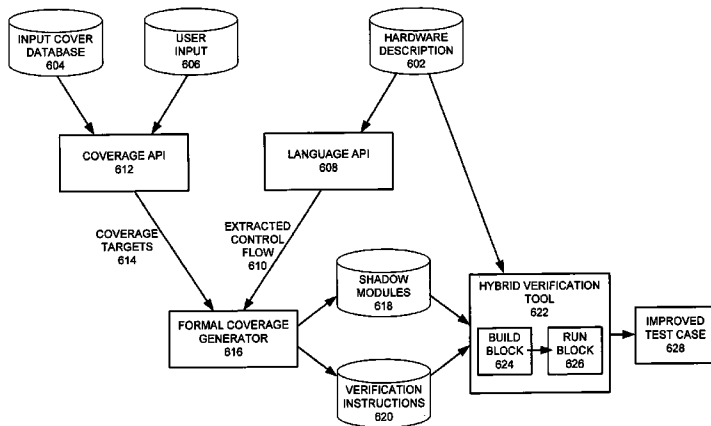 INPUT COVER
DATABASE
604
USER
INPUT
606
HARDWARE
DESCRIPTION
602
COVERAGE API
612
LANGUAGE API
608
COVERAGE
TARGETS
614
EXTRACTED
CONTROL
FLOW
610
SHADOW
MODULES
618
FORMAL COVERAGE
GENERATOR
616
VERIFICATION
INSTRUCTIONS
620
HYBRID VERIFICATION
TOOL
622
BUILD
BLOCK
624
RUN
BLOCK
626
IMPROVED
TEST CASE
628